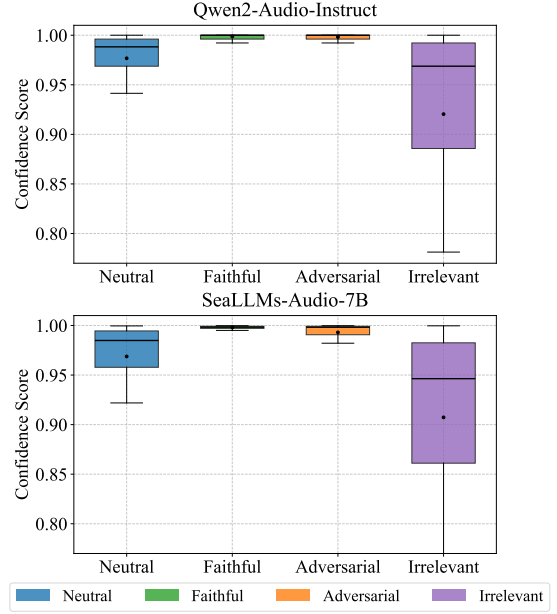 Qwen2-Audio-Instruct
1.00
0.95
0.90
0.85
0.80
Confidence Score
Neutral Faithful Adversarial Irrelevant
SeaLLMs-Audio-7B
1.00
0.95
0.90
0.85
0.80
Confidence Score
Neutral Faithful Adversarial Irrelevant
Neutral Faithful Adversarial Irrelevant